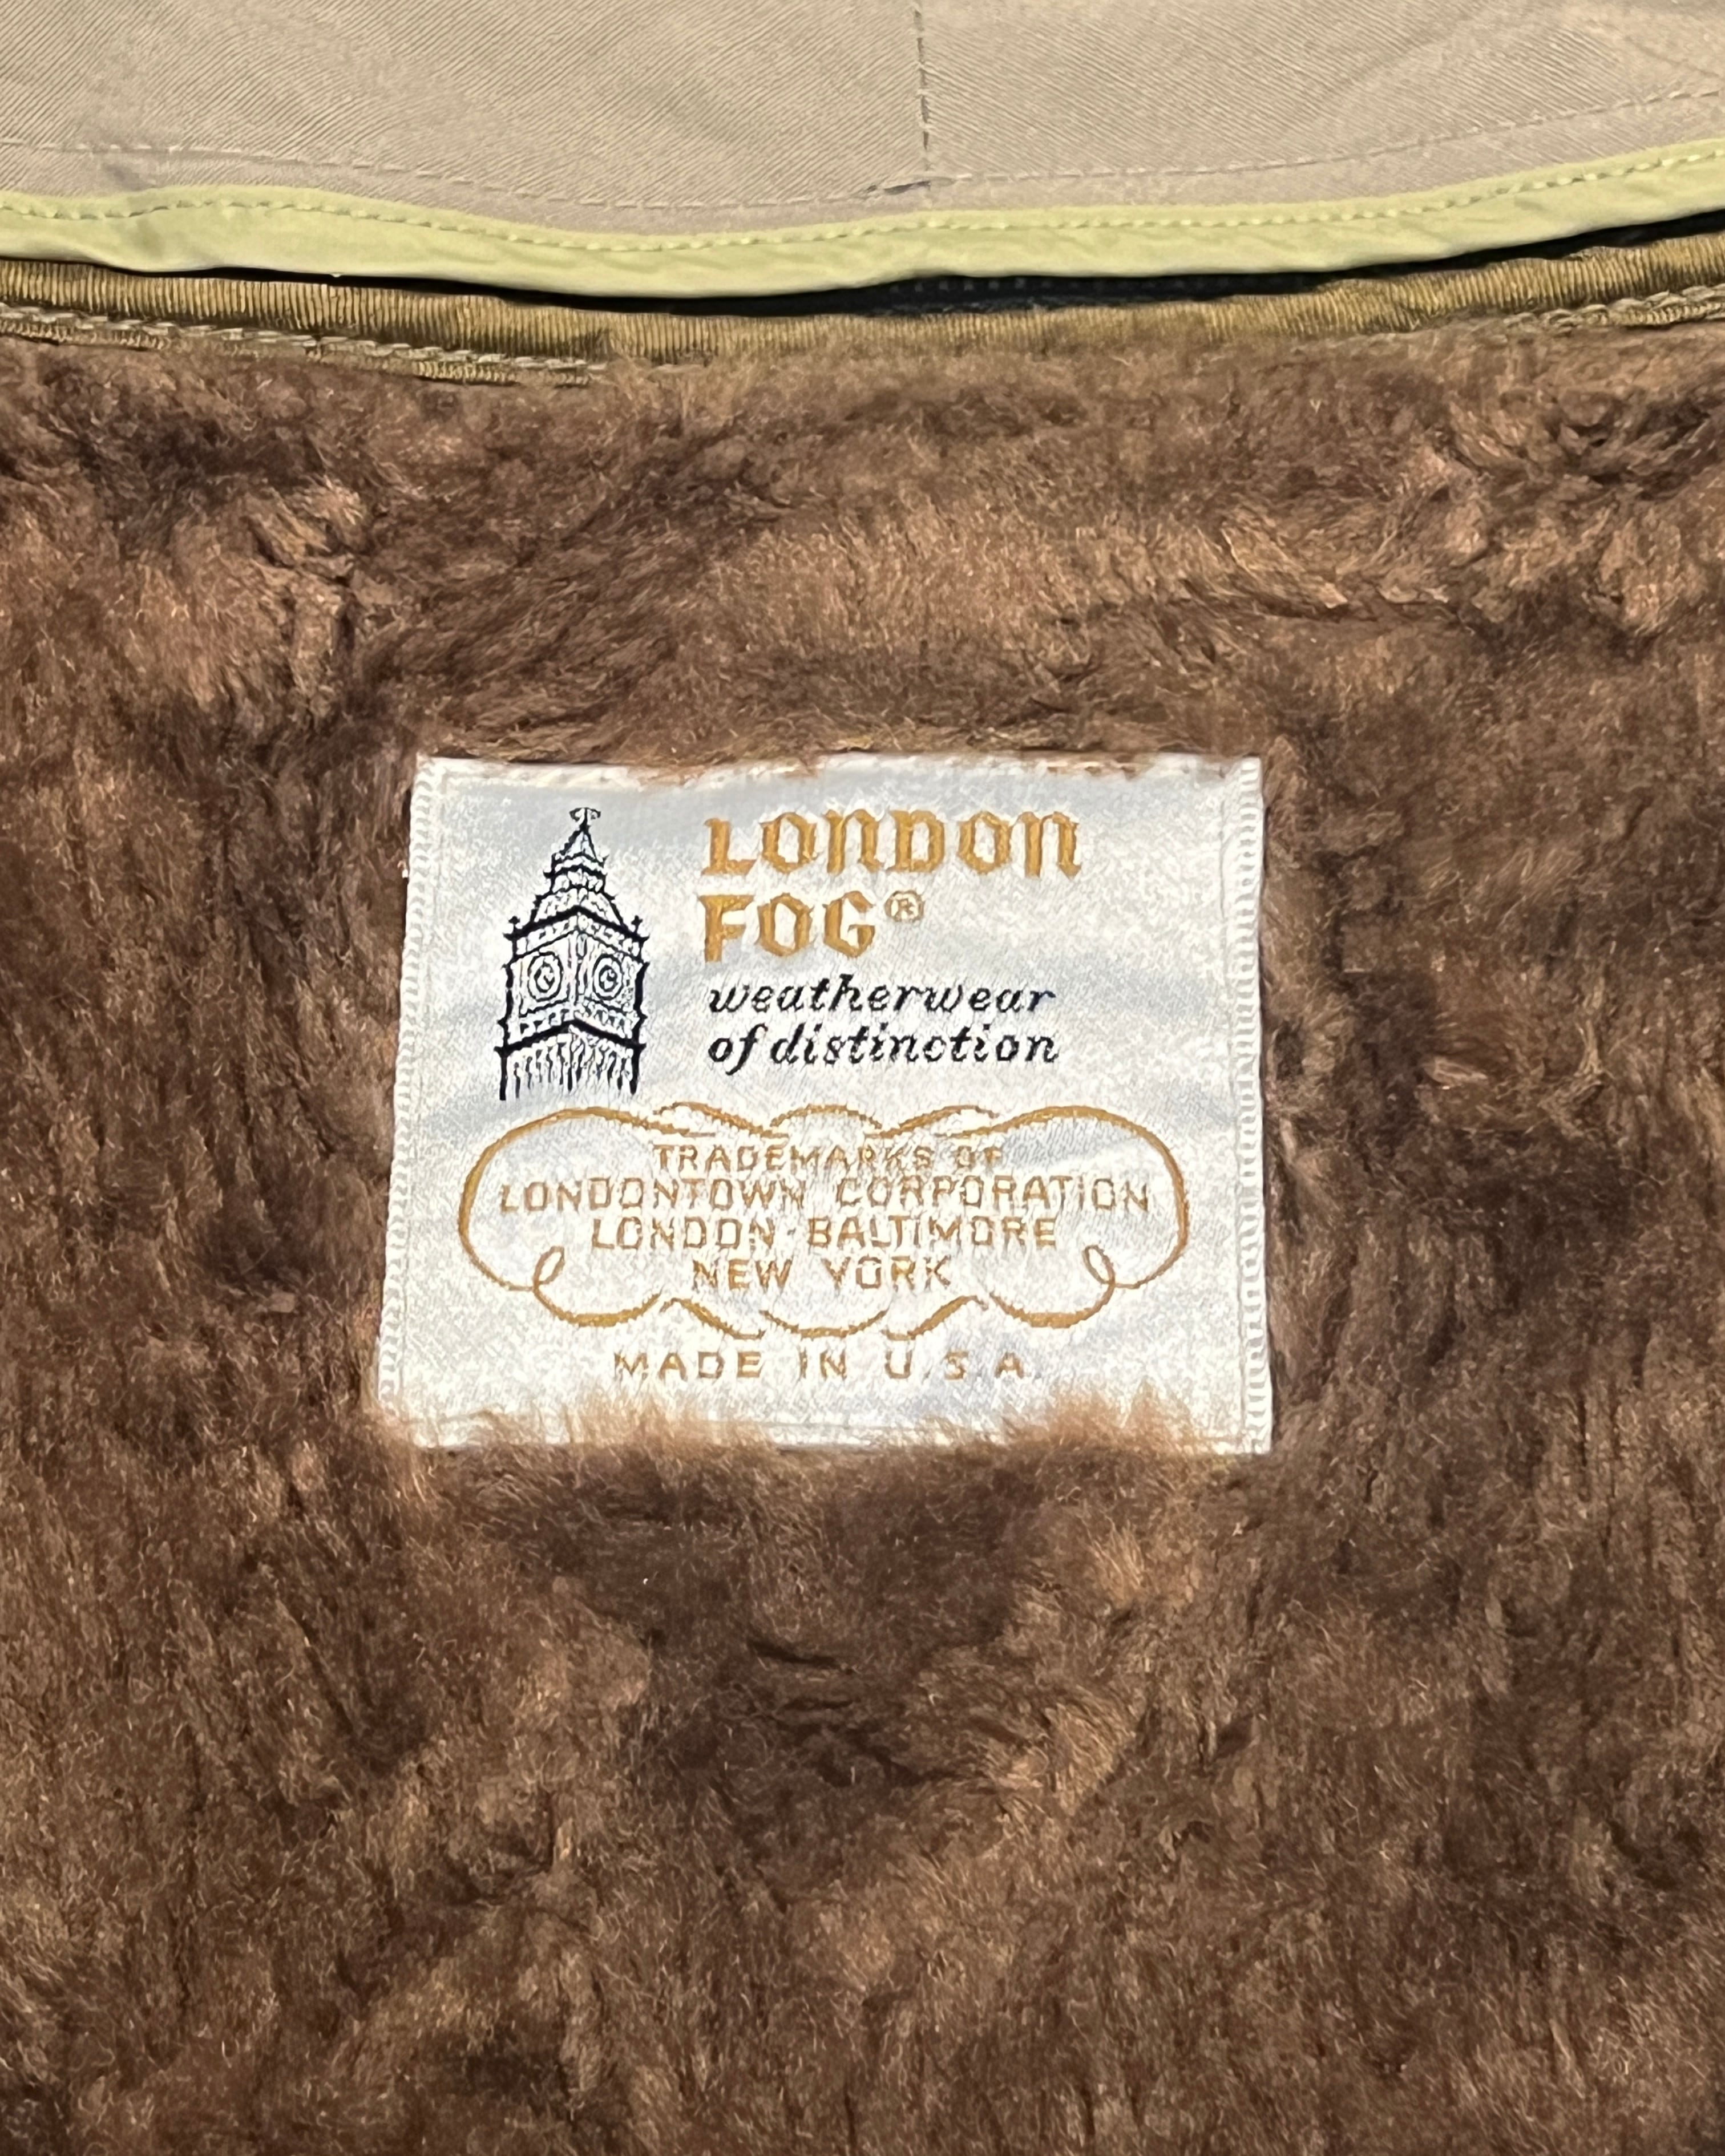 LONDON
FOG®
weatherwear
of distinction
TRADEMARKS OF
LONDONTOWN CORPORATION
LONDON · BALTIMORE
NEW YORK
MADE IN U.S.A.